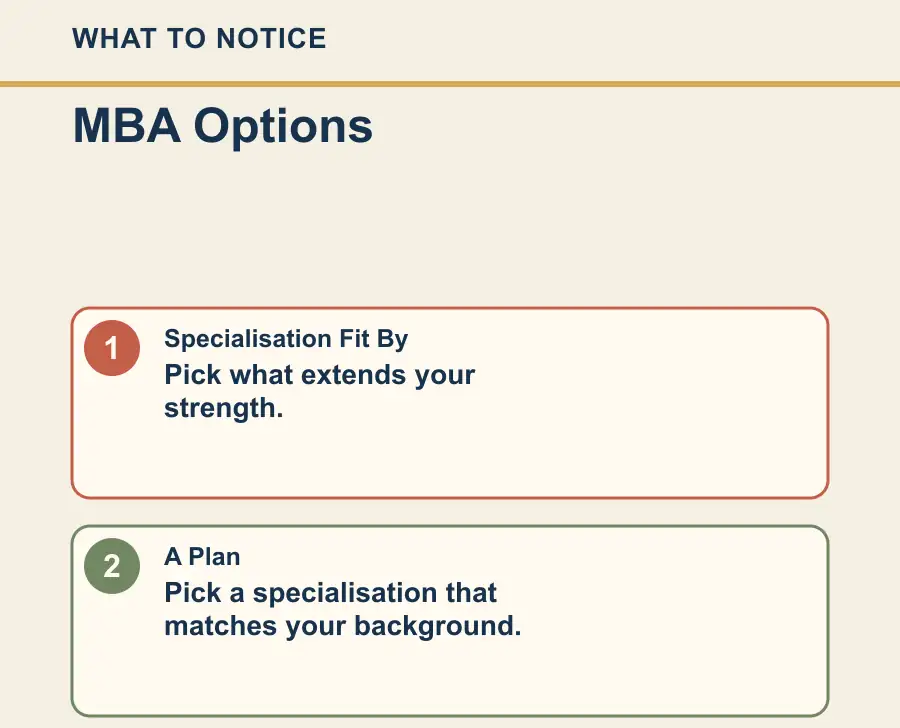 WHAT TO NOTICE
MBA Options
1
Specialisation Fit By
Pick what extends your
strength.
2
A Plan
Pick a specialisation that
matches your background.